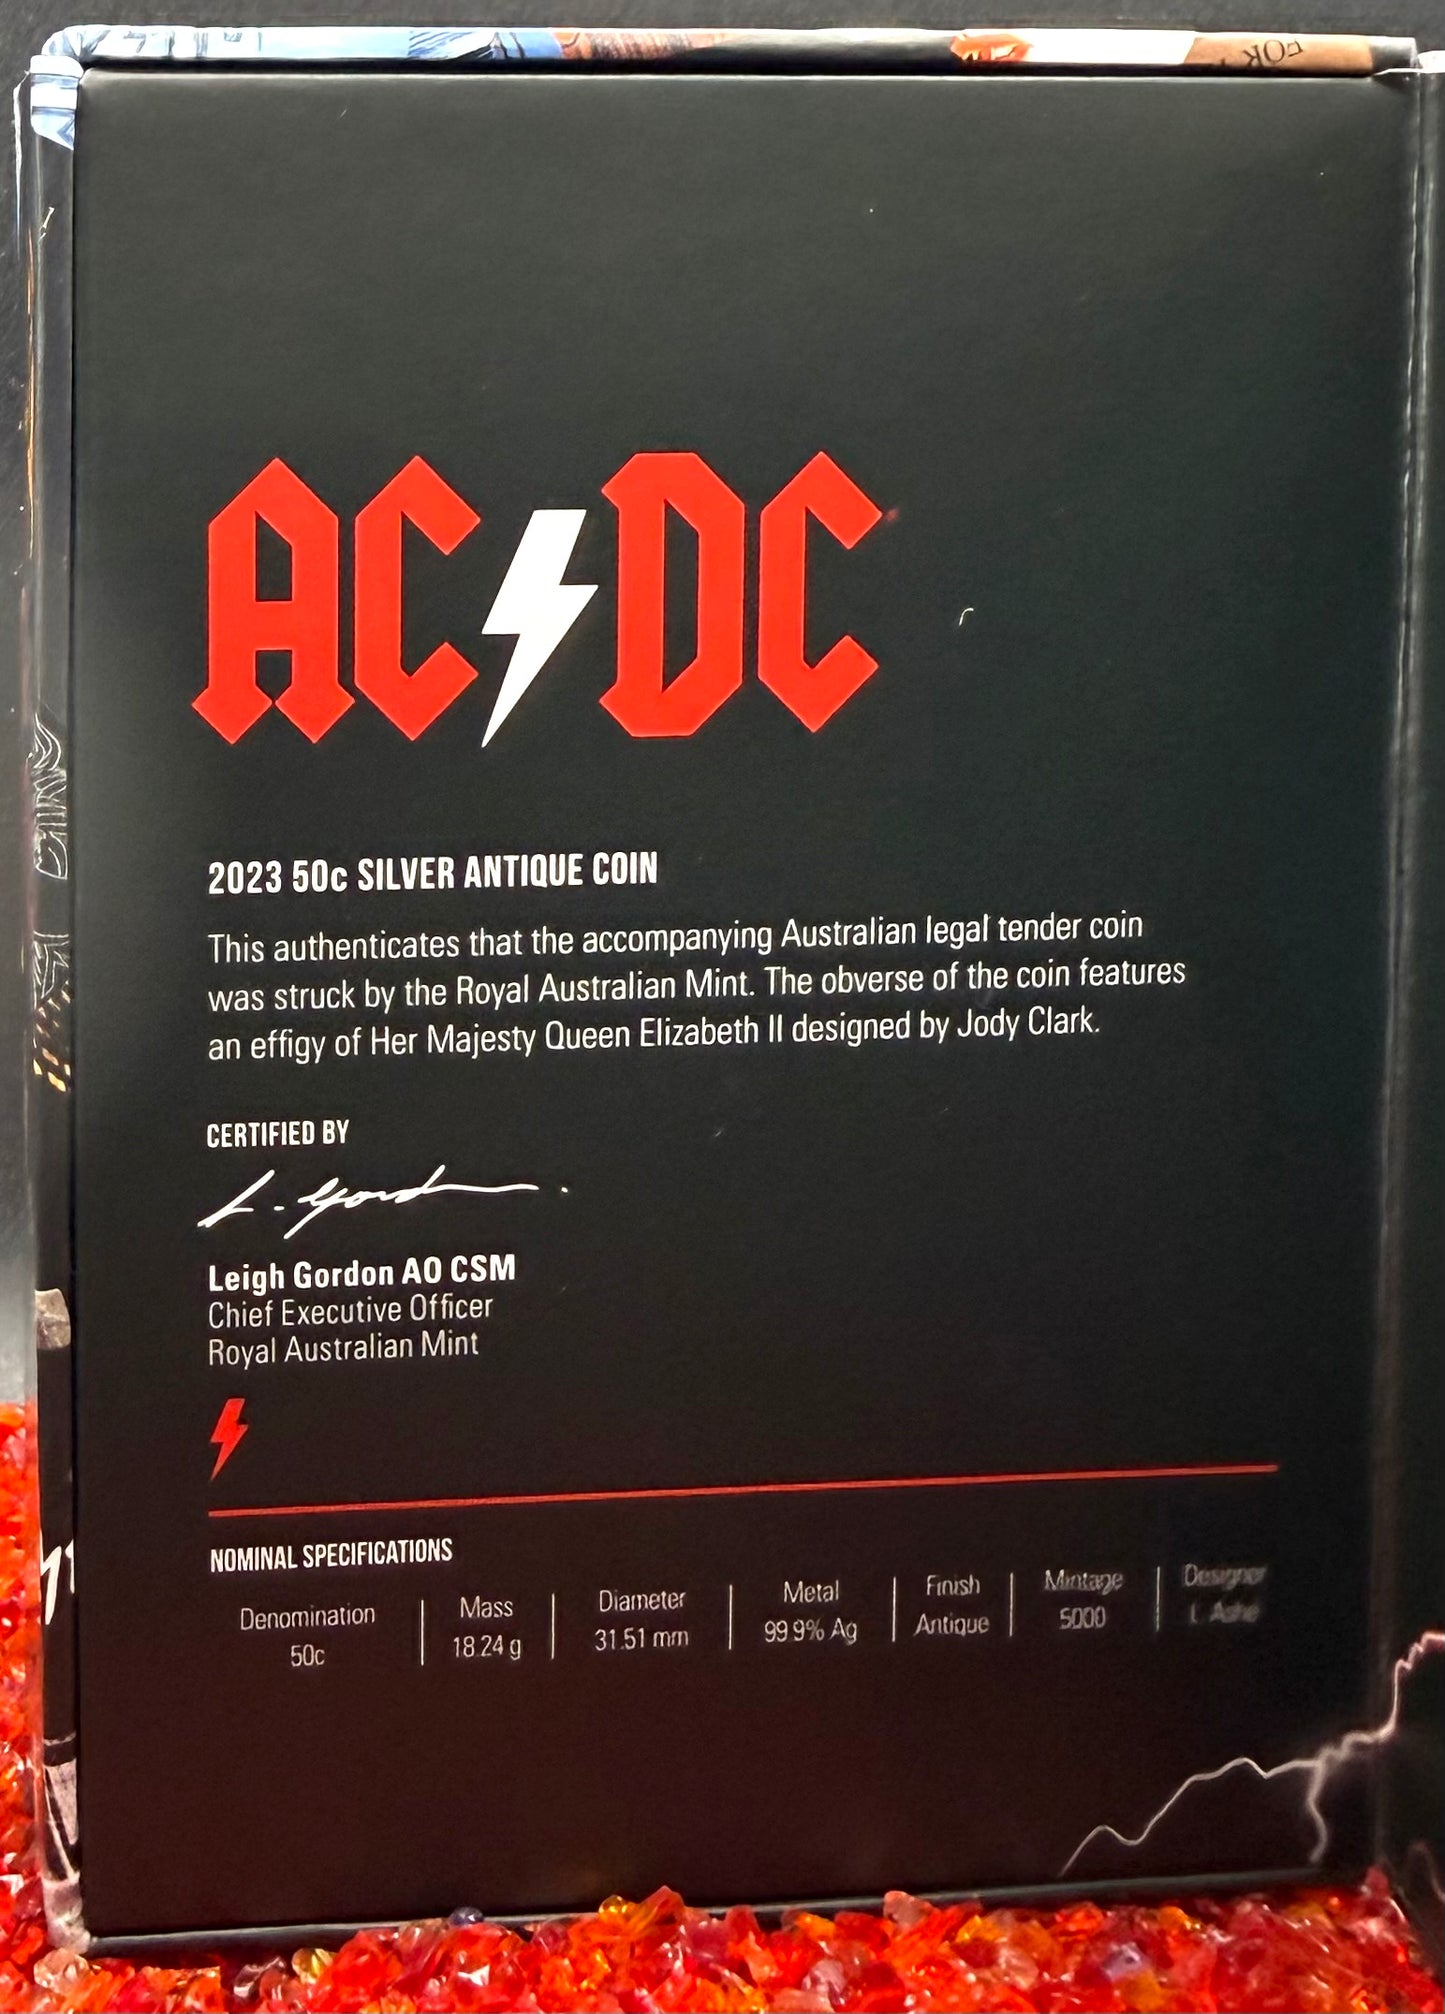 FOR
AC DC
2023 50c SILVER ANTIQUE COIN
This authenticates that the accompanying Australian legal tender coin
was struck by the Royal Australian Mint. The obverse of the coin features
an effigy of Her Majesty Queen Elizabeth II designed by Jody Clark.
CERTIFIED BY
L. Gordon.
Leigh Gordon AO CSM
Chief Executive Officer
Royal Australian Mint
NOMINAL SPECIFICATIONS
Denomination Mass Diameter Metal Finish Mintage Designer
50c 18.24 g 31.51 mm 99.9% Ag Antique 5000 L. Ashe